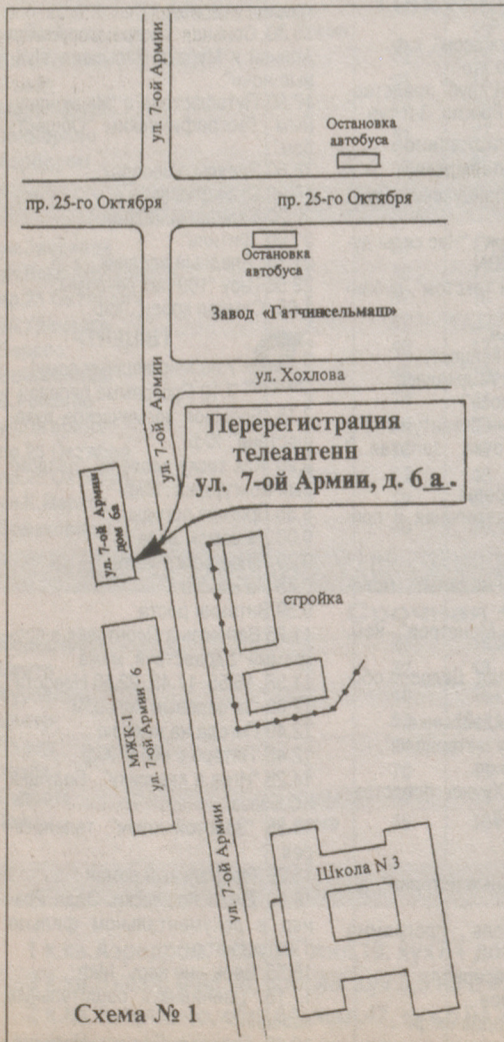 ул. 7-ой Армии
Остановка
автобуса
пр. 25-го Октября
пр. 25-го Октября
Остановка
автобуса
Завод «Гатчинсельмаш»
ул. 7-ой Армии
ул. Хохлова
Перерегистрация
телеантенн
ул. 7-ой Армии, д. 6 а.
ул. 7-ой Армии
дом 6а
стройка
МЖК-1
ул. 7-ой Армии - 6
ул. 7-ой Армии
Школа N 3
Схема № 1